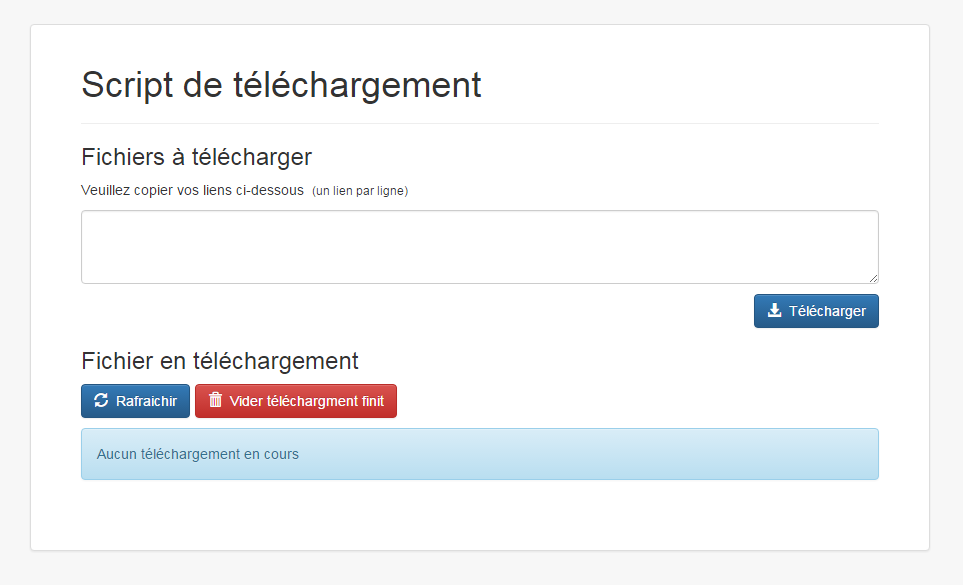 Script de téléchargement
Fichiers à télécharger
Veuillez copier vos liens ci-dessous (un lien par ligne)
Télécharger
Fichier en téléchargement
Rafraichir Vider téléchargment finit
Aucun téléchargement en cours